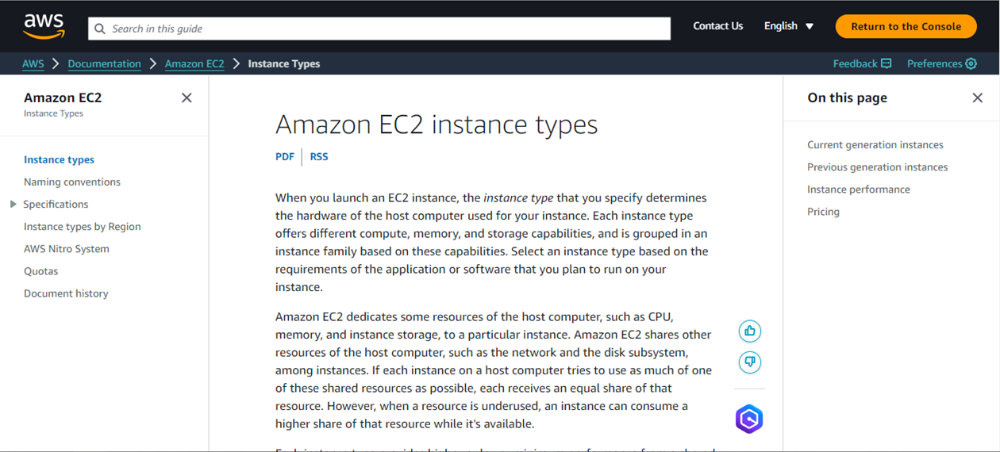 aws
Search in this guide
Contact Us
English
Return to the Console
AWS
Documentation
Amazon EC2
Instance Types
Feedback
Preferences
Amazon EC2
Instance Types
Instance types
Naming conventions
Specifications
Instance types by Region
AWS Nitro System
Quotas
Document history
Amazon EC2 instance types
PDF
RSS
When you launch an EC2 instance, the instance type that you specify determines
the hardware of the host computer used for your instance. Each instance type
offers different compute, memory, and storage capabilities, and is grouped in an
instance family based on these capabilities. Select an instance type based on the
requirements of the application or software that you plan to run on your
instance.
Amazon EC2 dedicates some resources of the host computer, such as CPU,
memory, and instance storage, to a particular instance. Amazon EC2 shares other
resources of the host computer, such as the network and the disk subsystem,
among instances. If each instance on a host computer tries to use as much of one
of these shared resources as possible, each receives an equal share of that
resource. However, when a resource is underused, an instance can consume a
higher share of that resource while it's available.
On this page
Current generation instances
Previous generation instances
Instance performance
Pricing